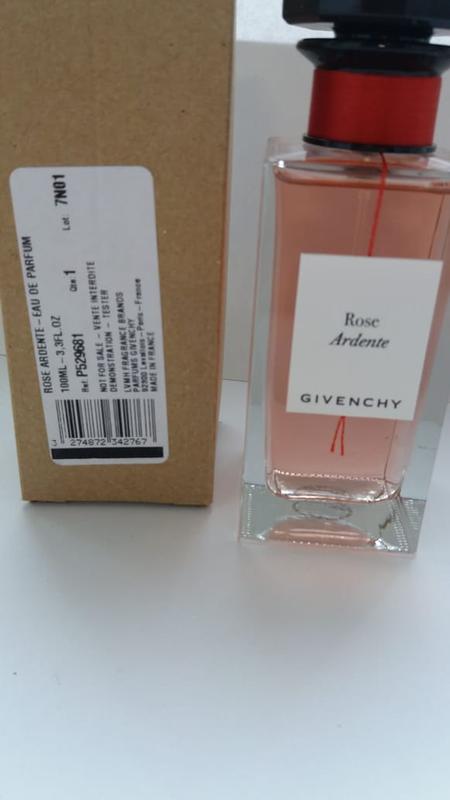 ROSE ARDENTE - EAU DE PARFUM
100ML - 3,3FL.OZ
Ref. P529681 Qte 1 Lot: 7N01
NOT FOR SALE - VENTE INTERDITE
DEMONSTRATION - TESTER
LVMH FRAGRANCE BRANDS
PARFUMS GIVENCHY
92300 Levallois - Paris - France
MADE IN FRANCE
3 274872 342767
Rose
Ardente
GIVENCHY